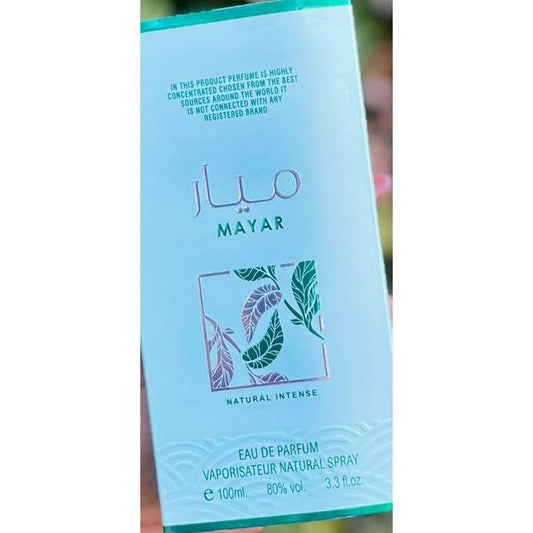 IN THIS PRODUCT PERFUME IS HIGHLY
CONCENTRATED CHOSEN FROM THE BEST
SOURCES AROUND THE WORLD IT
IS NOT CONNECTED WITH ANY
REGISTERED BRAND
ميار
MAYAR
NATURAL INTENSE
EAU DE PARFUM
VAPORISATEUR NATURAL SPRAY
e 100ml. 80% vol. 3.3 fl.oz.